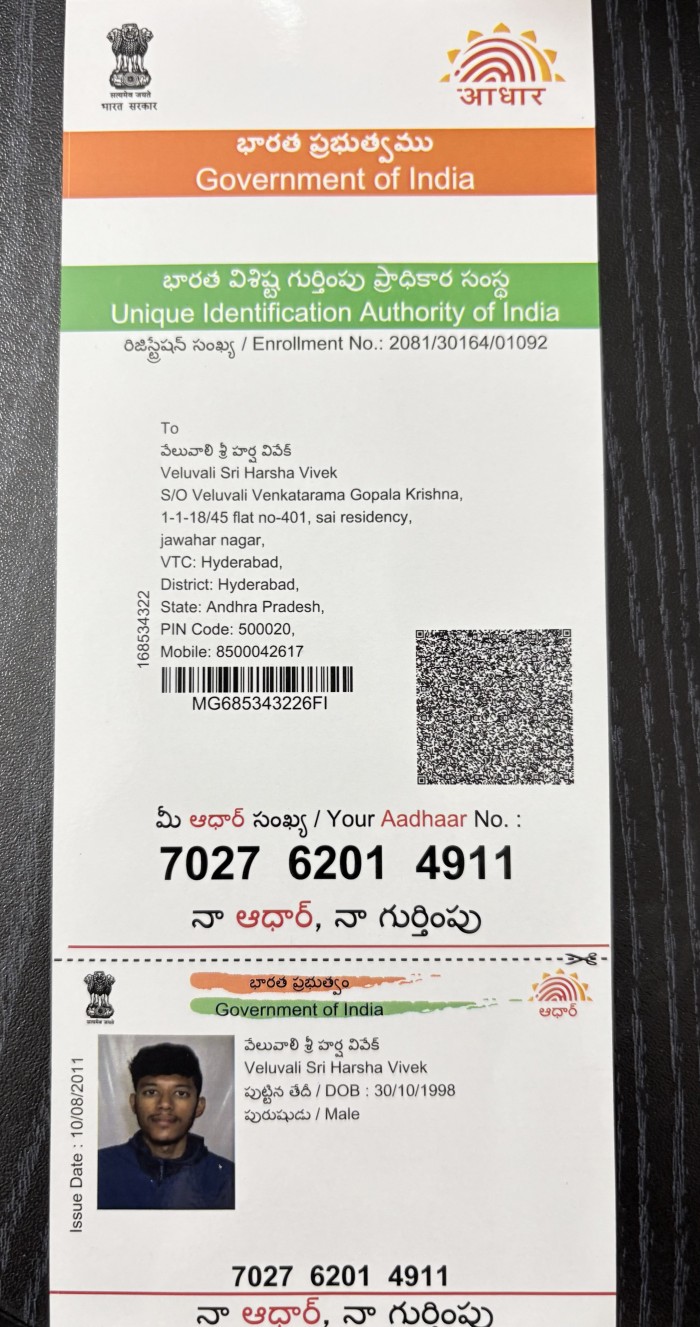 सत्यमेव जयते
भारत सरकार
आधार
భారత ప్రభుత్వము
Government of India
భారత విశిష్ట గుర్తింపు ప్రాధికార సంస్థ
Unique Identification Authority of India
రిజిస్ట్రేషన్ సంఖ్య / Enrollment No.: 2081/30164/01092
To
వేలువాలి శ్రీ హర్ష వివేక్
Veluvali Sri Harsha Vivek
S/O Veluvali Venkatarama Gopala Krishna,
1-1-18/45 flat no-401, sai residency,
jawahar nagar,
VTC: Hyderabad,
District: Hyderabad,
State: Andhra Pradesh,
PIN Code: 500020,
Mobile: 8500042617
168534322
MG685343226FI
మీ ఆధార్ సంఖ్య / Your Aadhaar No. :
7027 6201 4911
నా ఆధార్, నా గుర్తింపు
భారత ప్రభుత్వం
Government of India
ఆధార్
వేలువాలి శ్రీ హర్ష వివేక్
Veluvali Sri Harsha Vivek
పుట్టిన తేదీ / DOB : 30/10/1998
పురుషుడు / Male
Issue Date : 10/08/2011
7027 6201 4911
నా ఆధార్, నా గుర్తింపు